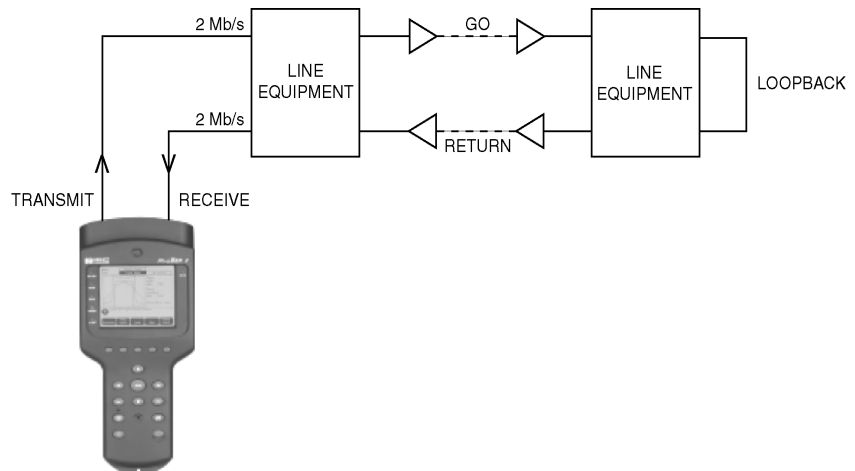 2 Mb/s
GO
LINE
EQUIPMENT
LINE
EQUIPMENT
LOOPBACK
2 Mb/s
RETURN
TRANSMIT
RECEIVE